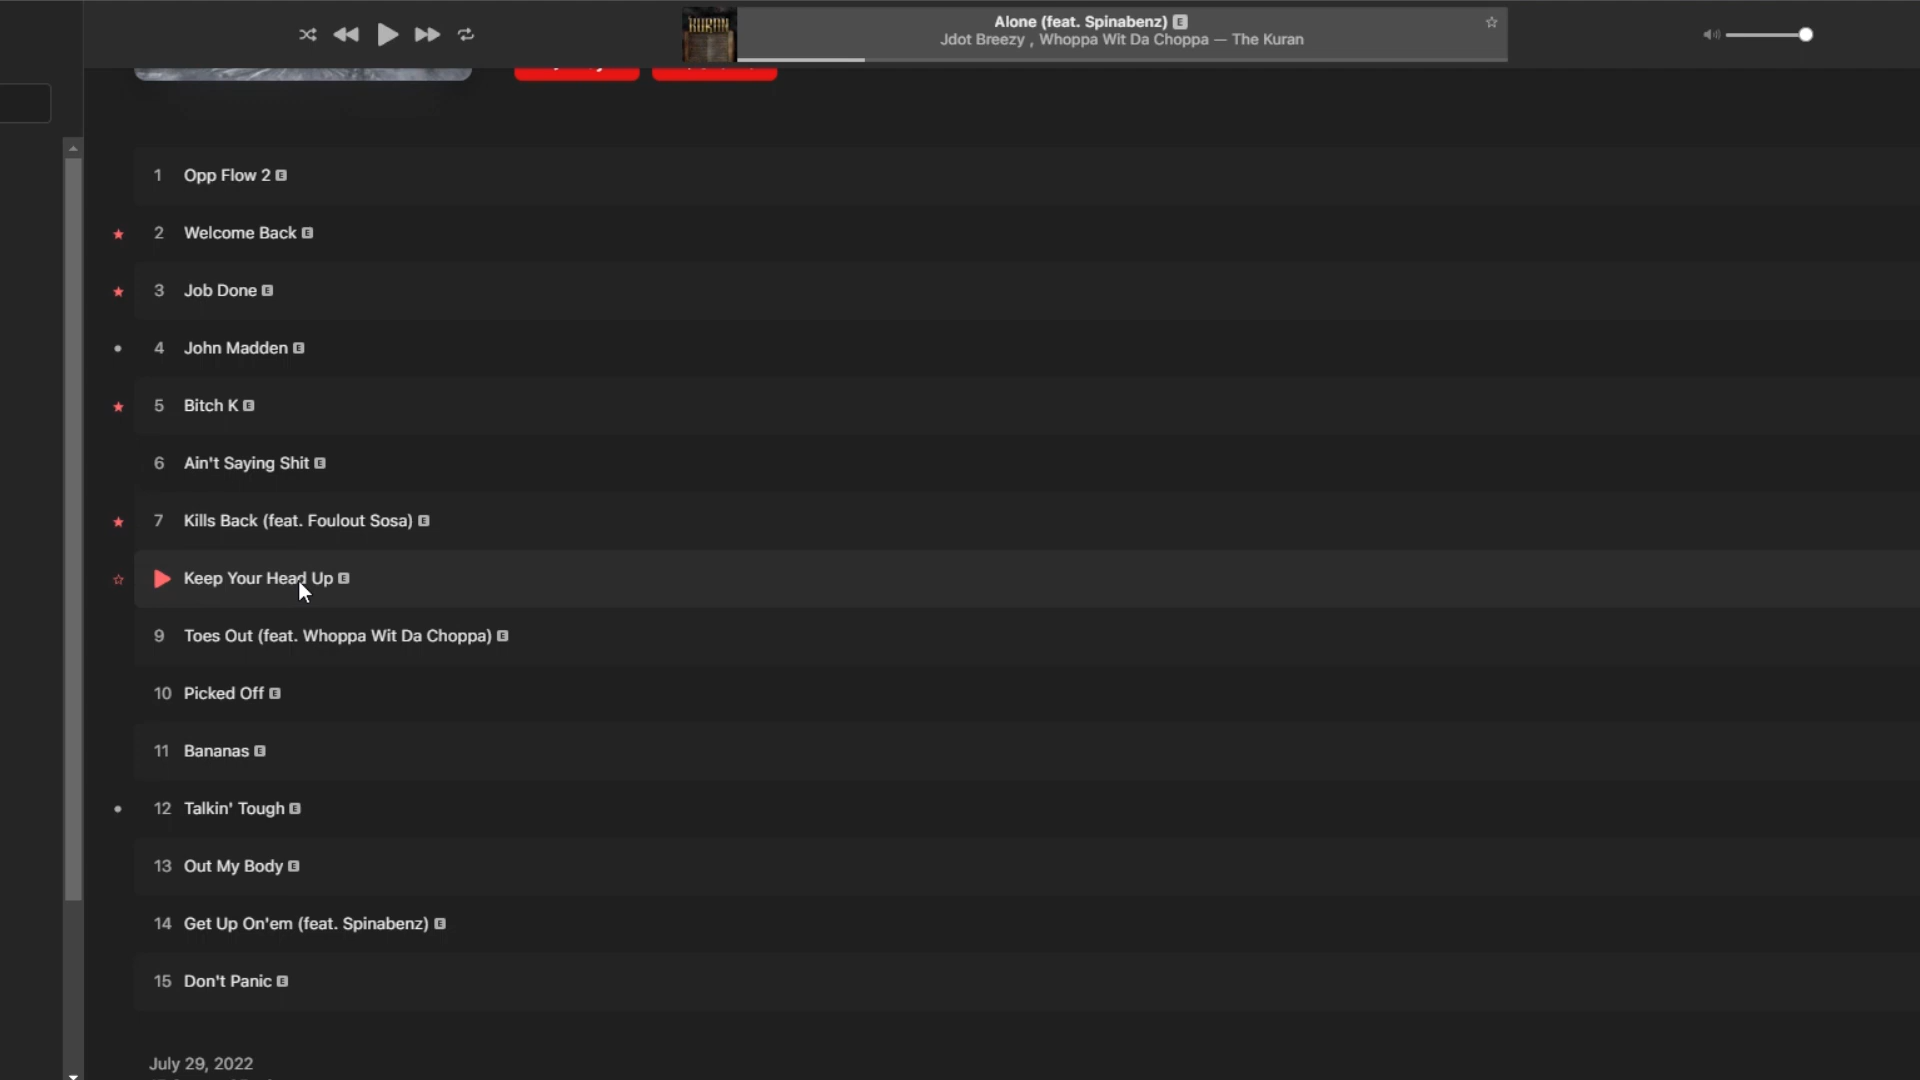 Alone (feat. Spinabenz) E
Jdot Breezy , Whoppa Wit Da Choppa — The Kuran
KURAN
1 Opp Flow 2 E
2 Welcome Back E
3 Job Done E
4 John Madden E
5 Bitch K E
6 Ain't Saying Shit E
7 Kills Back (feat. Foulout Sosa) E
Keep Your Head Up E
9 Toes Out (feat. Whoppa Wit Da Choppa) E
10 Picked Off E
11 Bananas E
12 Talkin' Tough E
13 Out My Body E
14 Get Up On'em (feat. Spinabenz) E
15 Don't Panic E
July 29, 2022